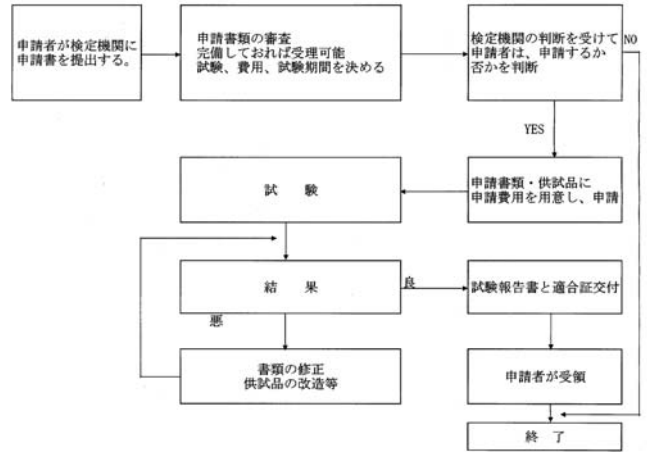 申請者が検定機関に
申請書を提出する。
申請書類の審査
完備しておれば受理可能
試験、費用、試験期間を決める
検定機関の判断を受けて
申請者は、申請するか
否かを判断
NO
YES
申請書類・供試品に
申請費用を用意し、申請
試　験
結　果
良
悪
試験報告書と適合証交付
書類の修正
供試品の改造等
申請者が受領
終　了